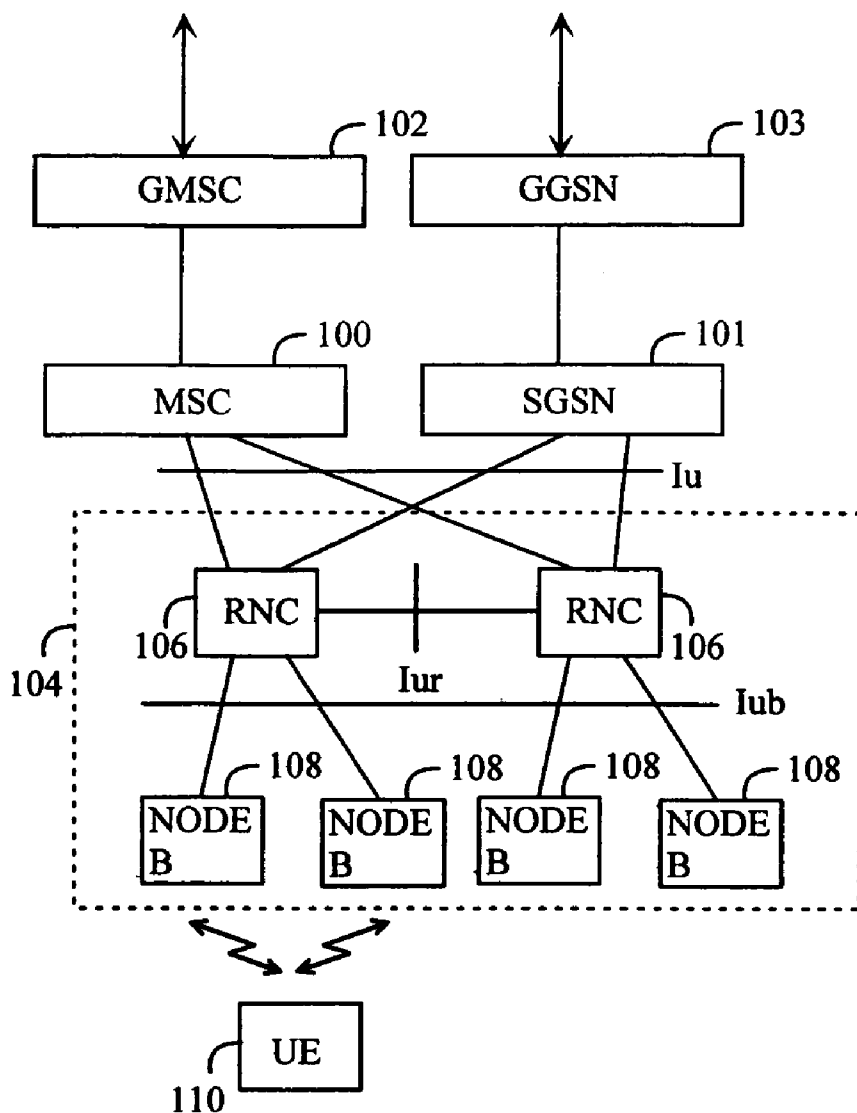 102
103
GMSC
GGSN
100
101
MSC
SGSN
Iu
RNC
RNC
106
106
104
Iur
Iub
108
108
108
108
NODE
B
NODE
B
NODE
B
NODE
B
UE
110